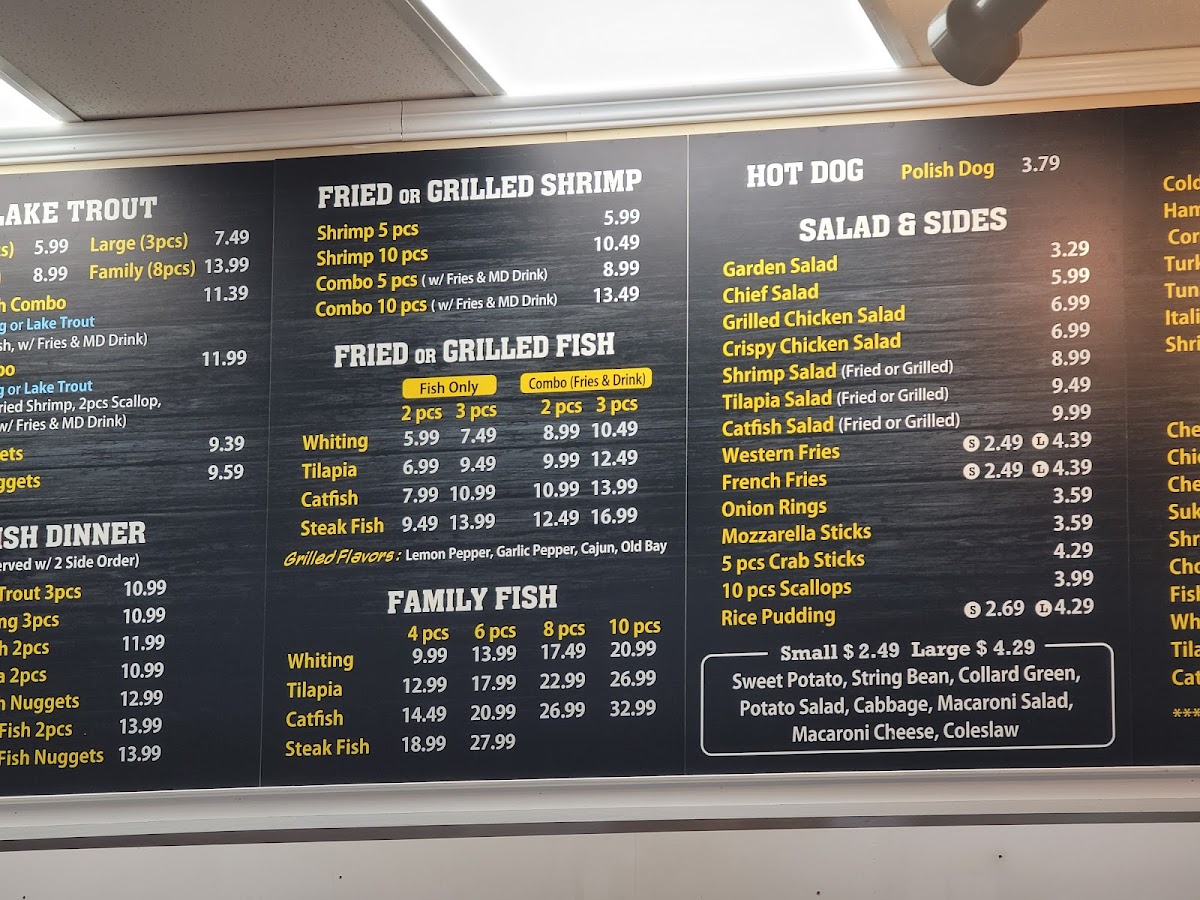 LAKE TROUT
5.99 Large (3pcs) 7.49
8.99 Family (8pcs) 13.99
Combo 11.39
or Lake Trout
w/ Fries & MD Drink)
11.99
or Lake Trout
Shrimp, 2pcs Scallop,
w/ Fries & MD Drink)
9.39
9.59
DINNER
w/ 2 Side Order)
Trout 3pcs 10.99
3pcs 10.99
2pcs 11.99
2pcs 10.99
Nuggets 12.99
Fish 2pcs 13.99
Fish Nuggets 13.99
FRIED OR GRILLED SHRIMP
Shrimp 5 pcs 5.99
Shrimp 10 pcs 10.49
Combo 5 pcs ( w/ Fries & MD Drink) 8.99
Combo 10 pcs ( w/ Fries & MD Drink) 13.49
FRIED OR GRILLED FISH
Fish Only Combo (Fries & Drink)
2 pcs 3 pcs 2 pcs 3 pcs
Whiting 5.99 7.49 8.99 10.49
Tilapia 6.99 9.49 9.99 12.49
Catfish 7.99 10.99 10.99 13.99
Steak Fish 9.49 13.99 12.49 16.99
Grilled Flavors: Lemon Pepper, Garlic Pepper, Cajun, Old Bay
FAMILY FISH
4 pcs 6 pcs 8 pcs 10 pcs
Whiting 9.99 13.99 17.49 20.99
Tilapia 12.99 17.99 22.99 26.99
Catfish 14.49 20.99 26.99 32.99
Steak Fish 18.99 27.99
HOT DOG Polish Dog 3.79
SALAD & SIDES
Garden Salad 3.29
Chief Salad 5.99
Grilled Chicken Salad 6.99
Crispy Chicken Salad 6.99
Shrimp Salad (Fried or Grilled) 8.99
Tilapia Salad (Fried or Grilled) 9.49
Catfish Salad (Fried or Grilled) 9.99
Western Fries S 2.49 L 4.39
French Fries S 2.49 L 4.39
Onion Rings 3.59
Mozzarella Sticks 3.59
5 pcs Crab Sticks 4.29
10 pcs Scallops 3.99
Rice Pudding S 2.69 L 4.29
Small $ 2.49 Large $ 4.29
Sweet Potato, String Bean, Collard Green,
Potato Salad, Cabbage, Macaroni Salad,
Macaroni Cheese, Coleslaw
Cold